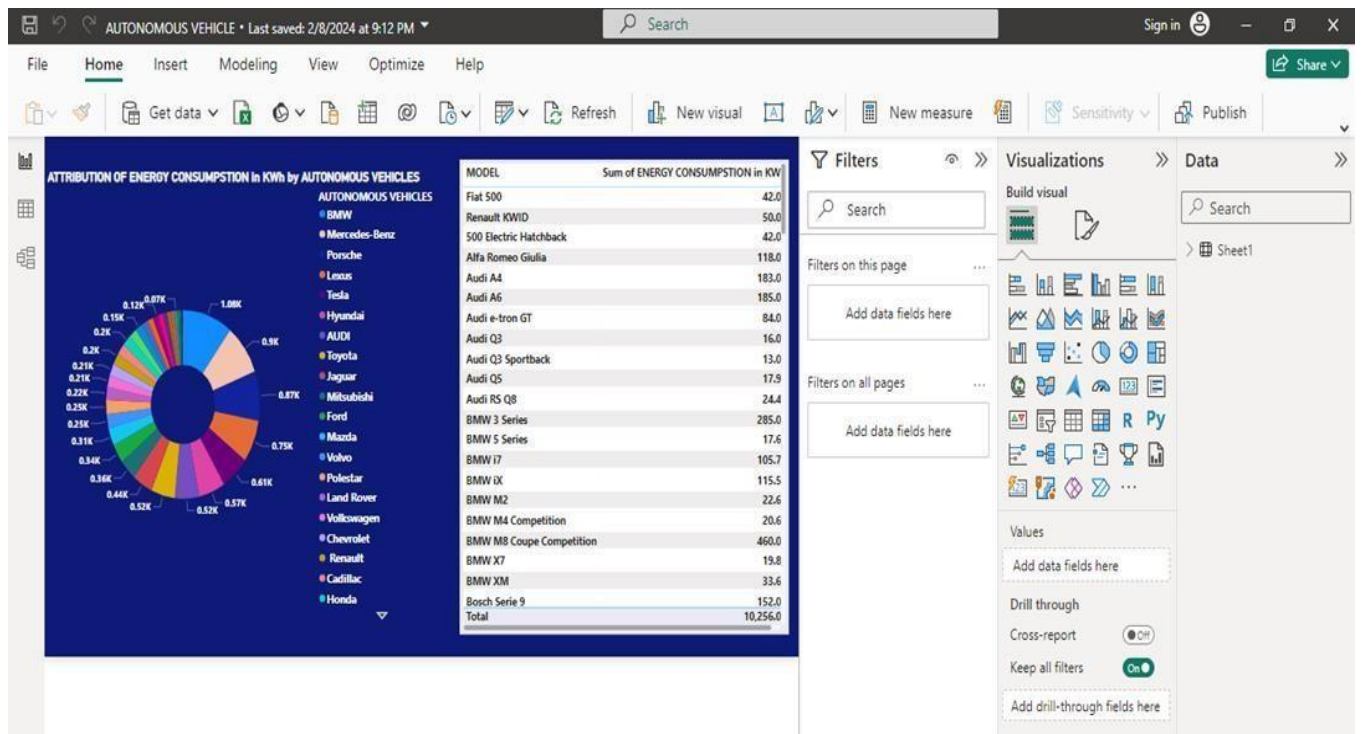 AUTONOMOUS VEHICLE • Last saved: 2/8/2024 at 9:12 PM
Search
Sign in
File Home Insert Modeling View Optimize Help
Share
Get data
Refresh
New visual
New measure
Sensitivity
Publish
ATTRIBUTION OF ENERGY CONSUMPSTION in KWh by AUTONOMOUS VEHICLES
AUTONOMOUS VEHICLES
BMW
Mercedes-Benz
Porsche
Lexus
Tesla
Hyundai
AUDI
Toyota
Jaguar
Mitsubishi
Ford
Mazda
Volvo
Polestar
Land Rover
Volkswagen
Chevrolet
Renault
Cadillac
Honda
1.08K
0.9K
0.87K
0.75K
0.61K
0.57K
0.52K
0.52K
0.44K
0.36K
0.34K
0.31K
0.25K
0.25K
0.22K
0.21K
0.21K
0.2K
0.2K
0.15K
0.12K
0.07K
MODEL Sum of ENERGY CONSUMPSTION in KW
Fiat 500 42.0
Renault KWID 50.0
500 Electric Hatchback 42.0
Alfa Romeo Giulia 118.0
Audi A4 183.0
Audi A6 185.0
Audi e-tron GT 84.0
Audi Q3 16.0
Audi Q3 Sportback 13.0
Audi Q5 17.9
Audi RS Q8 24.4
BMW 3 Series 285.0
BMW 5 Series 17.6
BMW i7 105.7
BMW iX 115.5
BMW M2 22.6
BMW M4 Competition 20.6
BMW M8 Coupe Competition 460.0
BMW X7 19.8
BMW XM 33.6
Bosch Serie 9 152.0
Total 10,256.0
Filters
Search
Filters on this page ...
Add data fields here
Filters on all pages ...
Add data fields here
Visualizations
Build visual
123
R Py
...
Values
Add data fields here
Drill through
Cross-report Off
Keep all filters On
Add drill-through fields here
Data
Search
Sheet1